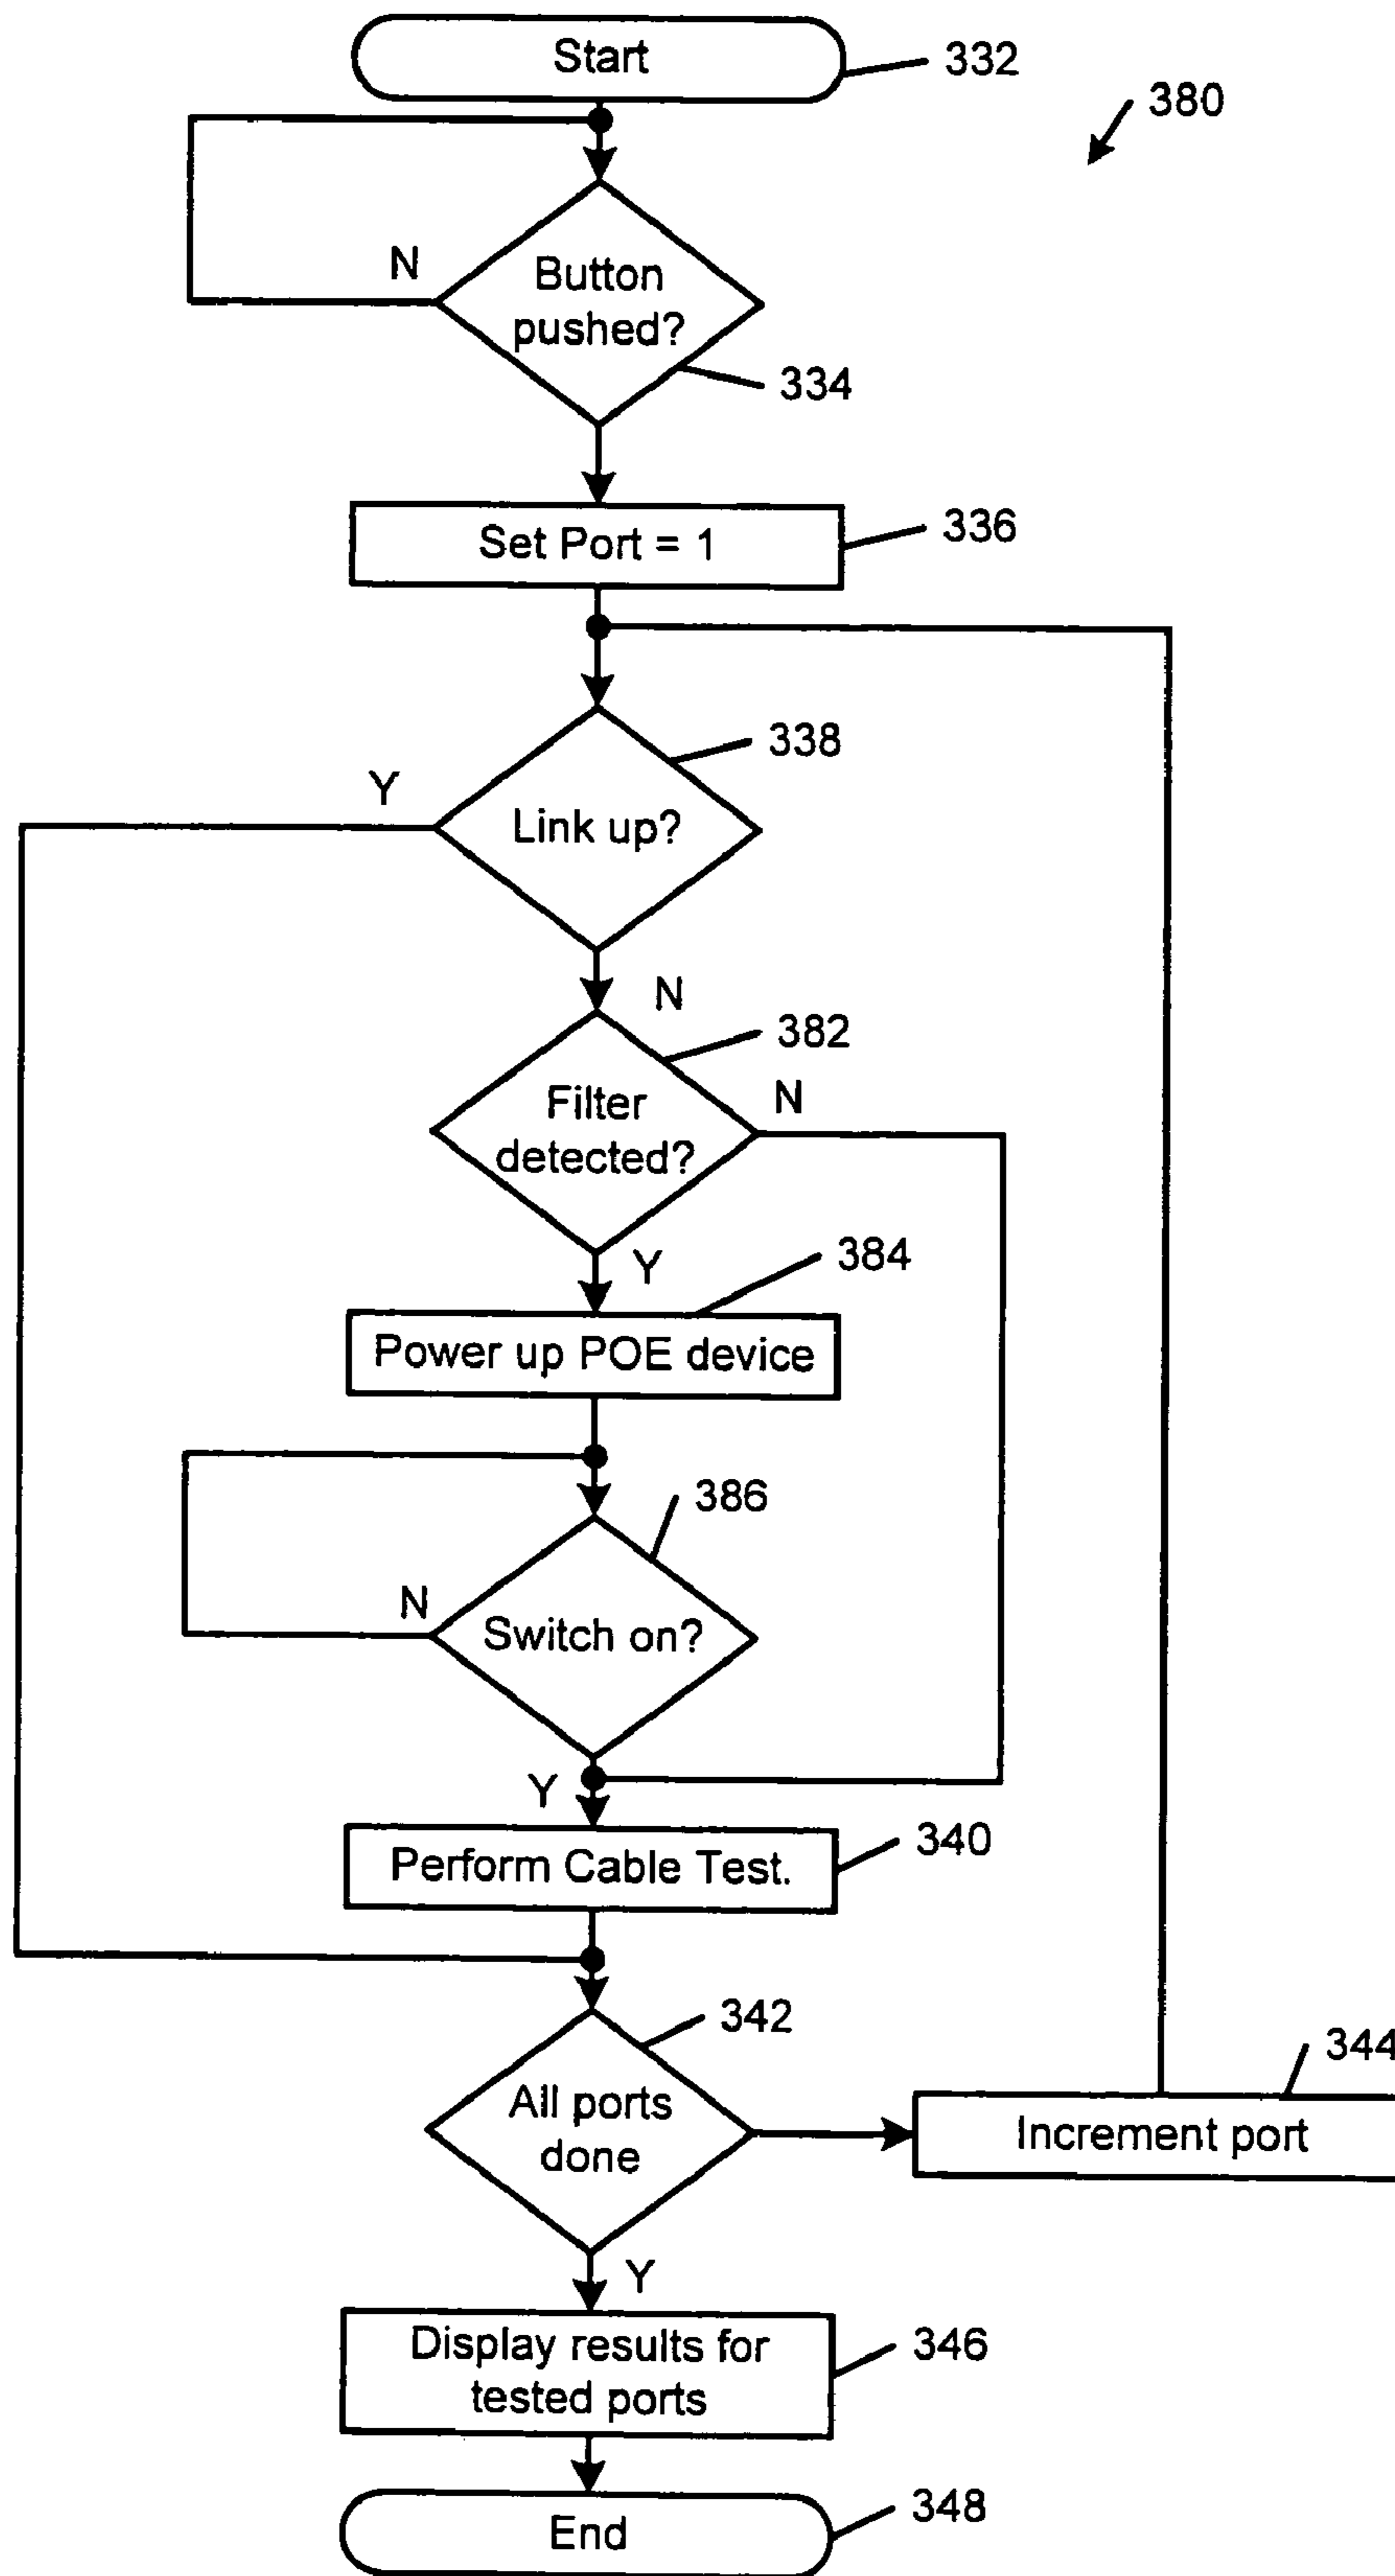 Start
332
380
N
Button
pushed?
334
Set Port = 1
336
338
Y
Link up?
N
382
Filter
detected?
N
Y
384
Power up POE device
386
N
Switch on?
Y
Perform Cable Test.
340
342
All ports
done
344
Increment port
Y
Display results for
tested ports
346
End
348